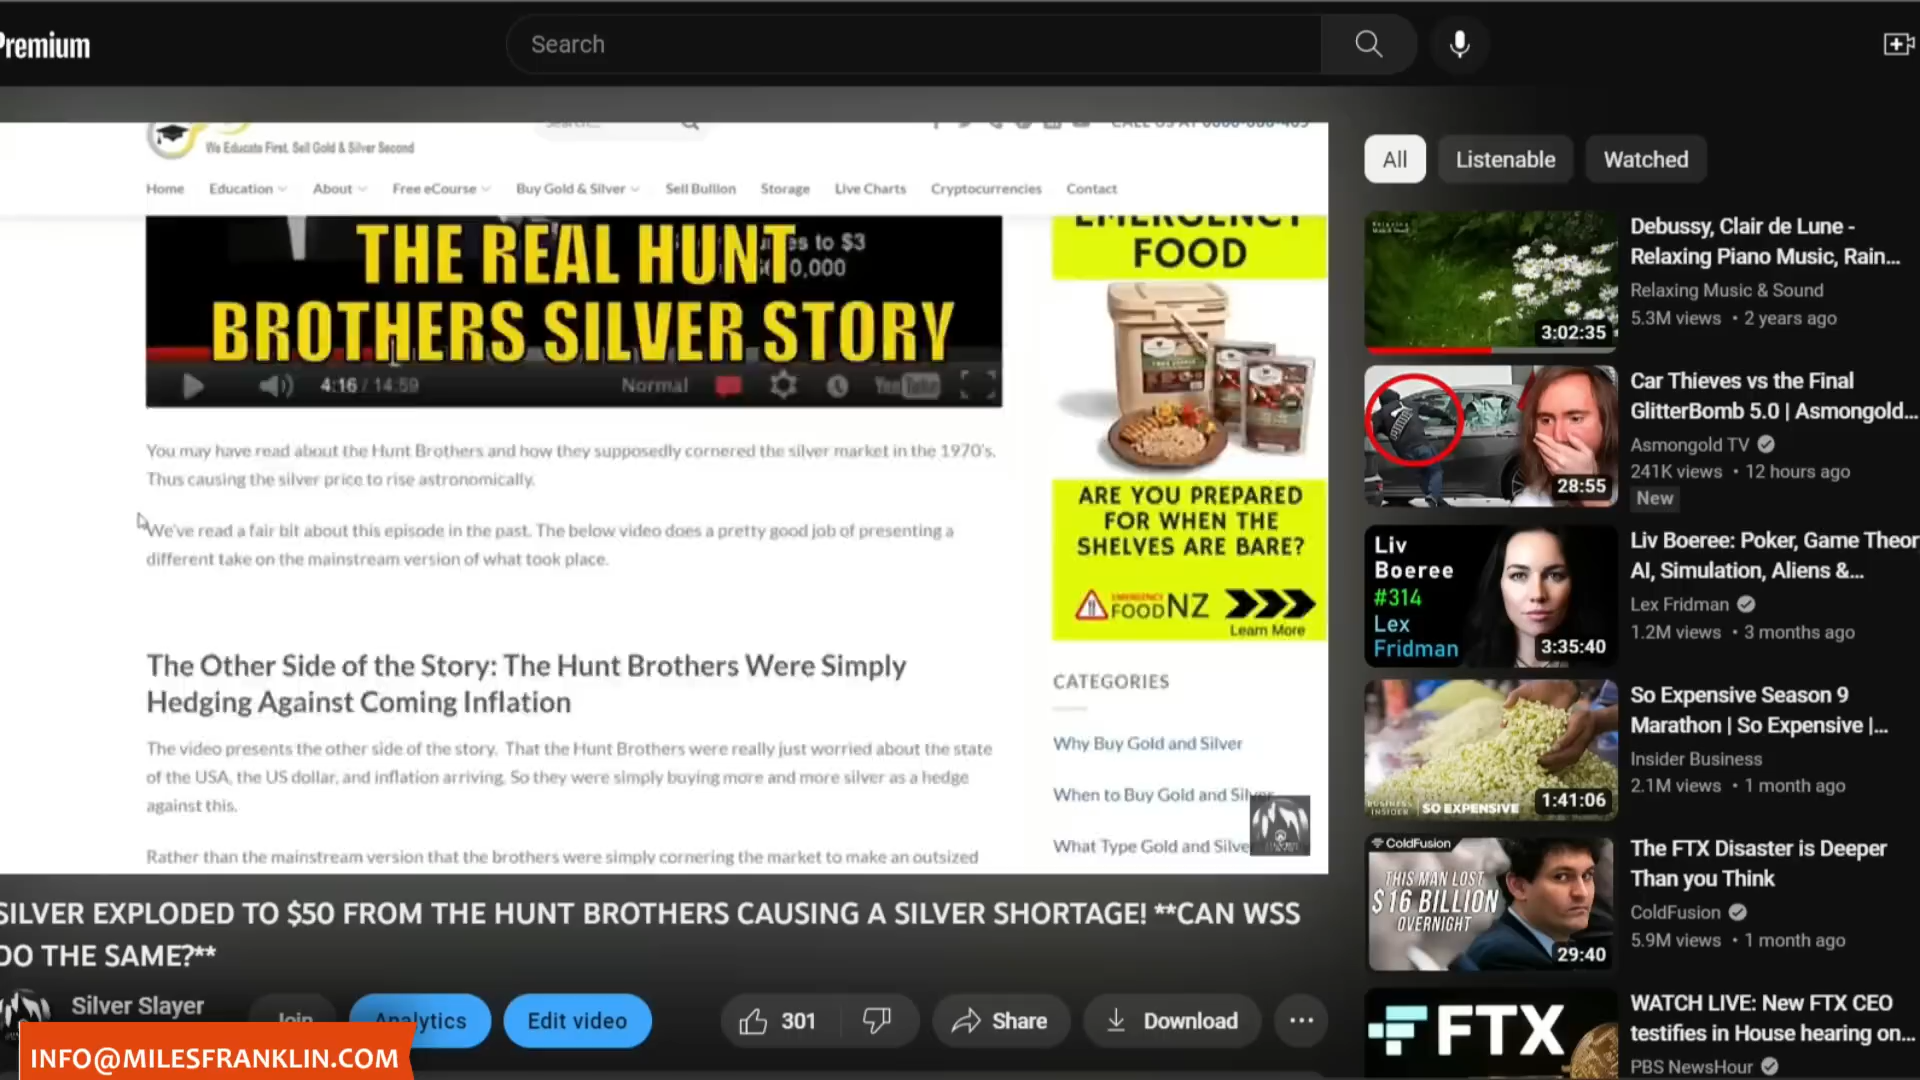 Premium
Search
We Educate First. Sell Gold & Silver Second
Home Education About Free eCourse Buy Gold & Silver Sell Bullion Storage Live Charts Cryptocurrencies Contact
THE REAL HUNT
BROTHERS SILVER STORY
es to $3
0,000
4:16 / 14:59
Normal
YouTube
You may have read about the Hunt Brothers and how they supposedly cornered the silver market in the 1970's.
Thus causing the silver price to rise astronomically.
We've read a fair bit about this episode in the past. The below video does a pretty good job of presenting a
different take on the mainstream version of what took place.
The Other Side of the Story: The Hunt Brothers Were Simply
Hedging Against Coming Inflation
The video presents the other side of the story. That the Hunt Brothers were really just worried about the state
of the USA, the US dollar, and inflation arriving. So they were simply buying more and more silver as a hedge
against this.
Rather than the mainstream version that the brothers were simply cornering the market to make an outsized
EMERGENCY
FOOD
ARE YOU PREPARED
FOR WHEN THE
SHELVES ARE BARE?
EMERGENCY
FOODNZ
Learn More
CATEGORIES
Why Buy Gold and Silver
When to Buy Gold and Silver
What Type Gold and Silve
SILVER EXPLODED TO $50 FROM THE HUNT BROTHERS CAUSING A SILVER SHORTAGE! **CAN WSS
DO THE SAME?**
Silver Slayer
Join
Analytics
Edit video
301
Share
Download
INFO@MILESFRANKLIN.COM
All
Listenable
Watched
3:02:35
Debussy, Clair de Lune -
Relaxing Piano Music, Rain...
Relaxing Music & Sound
5.3M views • 2 years ago
28:55
Car Thieves vs the Final
GlitterBomb 5.0 | Asmongold...
Asmongold TV
241K views • 12 hours ago
New
Liv
Boeree
#314
Lex
Fridman
3:35:40
Liv Boeree: Poker, Game Theor
AI, Simulation, Aliens &...
Lex Fridman
1.2M views • 3 months ago
BUSINESS
INSIDER
SO EXPENSIVE
1:41:06
So Expensive Season 9
Marathon | So Expensive |...
Insider Business
2.1M views • 1 month ago
ColdFusion
THIS MAN LOST
$16 BILLION
OVERNIGHT
29:40
The FTX Disaster is Deeper
Than you Think
ColdFusion
5.9M views • 1 month ago
FTX
WATCH LIVE: New FTX CEO
testifies in House hearing on...
PBS NewsHour